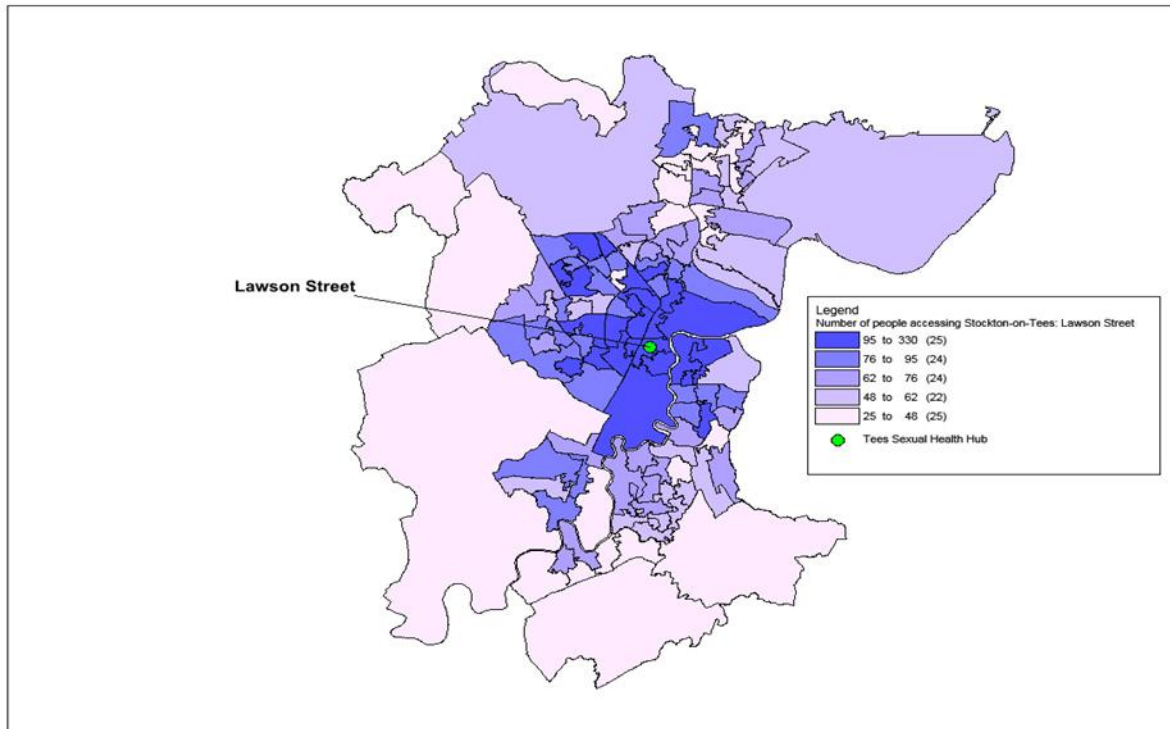 Lawson Street
Legend
Number of people accessing Stockton-on-Tees: Lawson Street
95 to 330 (25)
76 to 95 (24)
62 to 76 (24)
48 to 62 (22)
25 to 48 (25)
Tees Sexual Health Hub